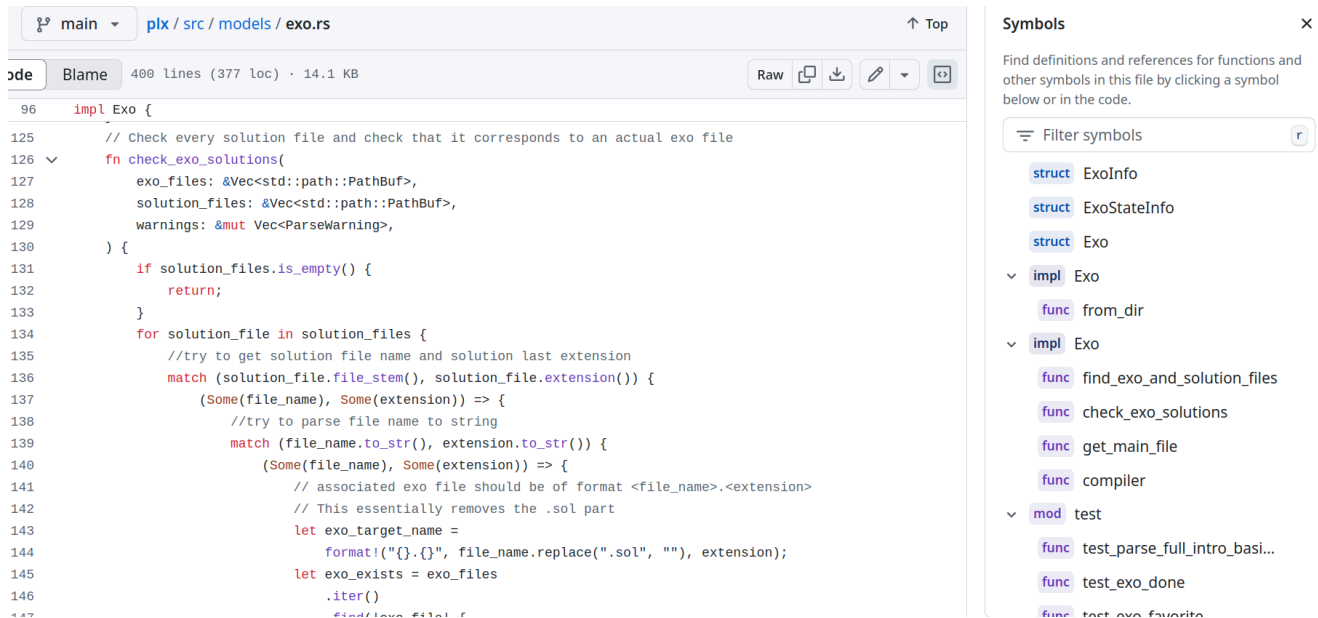 main
plx / src / models / exo.rs
Top
ode
Blame
400 lines (377 loc) · 14.1 KB
Raw
96 impl Exo {
125 // Check every solution file and check that it corresponds to an actual exo file
126 fn check_exo_solutions(
127 exo_files: &Vec<std::path::PathBuf>,
128 solution_files: &Vec<std::path::PathBuf>,
129 warnings: &mut Vec<ParseWarning>,
130 ) {
131 if solution_files.is_empty() {
132 return;
133 }
134 for solution_file in solution_files {
135 //try to get solution file name and solution last extension
136 match (solution_file.file_stem(), solution_file.extension()) {
137 (Some(file_name), Some(extension)) => {
138 //try to parse file name to string
139 match (file_name.to_str(), extension.to_str()) {
140 (Some(file_name), Some(extension)) => {
141 // associated exo file should be of format <file_name>.<extension>
142 // This essentially removes the .sol part
143 let exo_target_name =
144 format!("{}.{}", file_name.replace(".sol", ""), extension);
145 let exo_exists = exo_files
146 .iter()
147 .find(|exo_file| {
Symbols
Find definitions and references for functions and
other symbols in this file by clicking a symbol
below or in the code.
Filter symbols
r
struct ExoInfo
struct ExoStateInfo
struct Exo
impl Exo
func from_dir
impl Exo
func find_exo_and_solution_files
func check_exo_solutions
func get_main_file
func compiler
mod test
func test_parse_full_intro_basi...
func test_exo_done
func test_exo_favorite